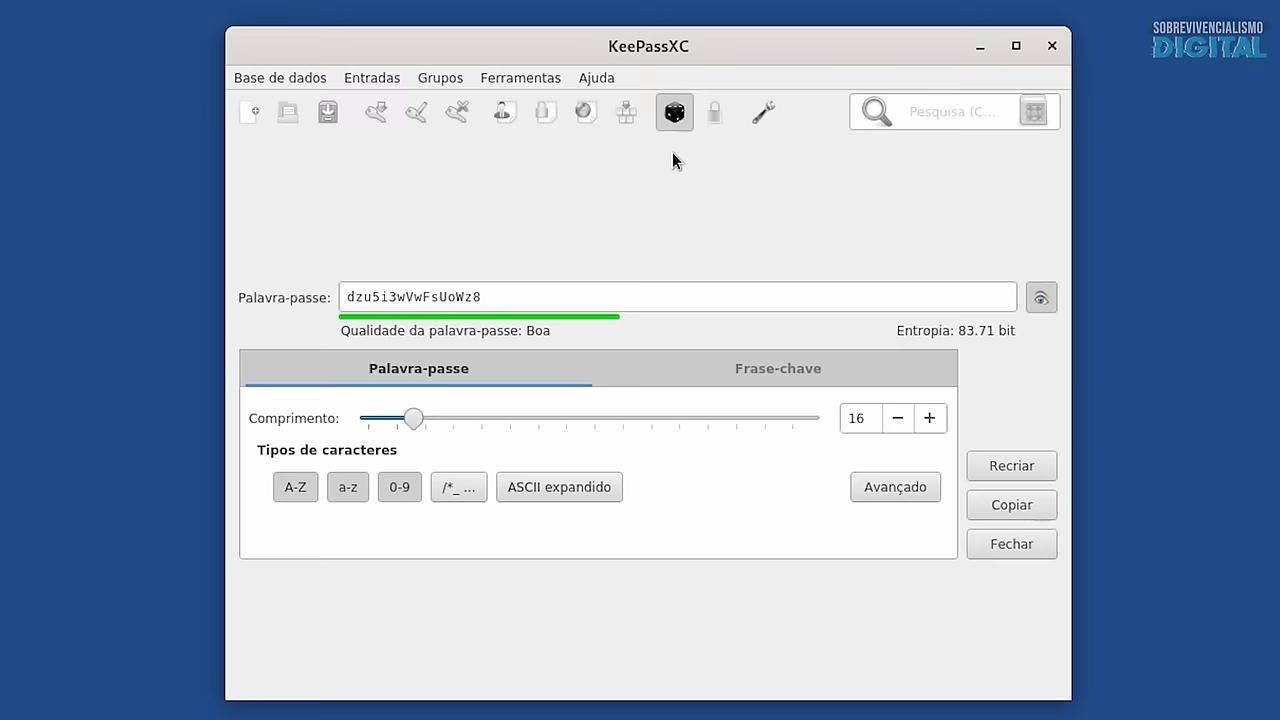 SOBREVIVENCIALISMO
DIGITAL
KeePassXC
Base de dados Entradas Grupos Ferramentas Ajuda
Pesquisa (C...
Palavra-passe: dzu5i3wVwFsUoWz8
Qualidade da palavra-passe: Boa Entropia: 83.71 bit
Palavra-passe Frase-chave
Comprimento: 16 − +
Tipos de caracteres
A-Z a-z 0-9 /*_ ... ASCII expandido Avançado
Recriar
Copiar
Fechar